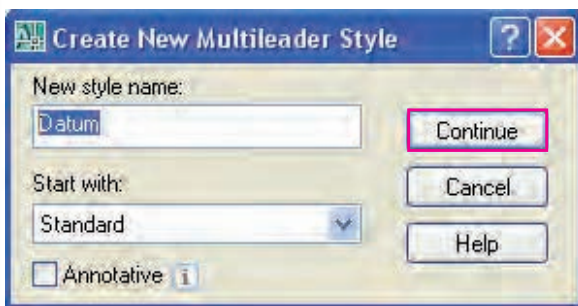 Create New Multileader Style
New style name:
Datum
Continue
Start with:
Cancel
Standard
Help
Annotative